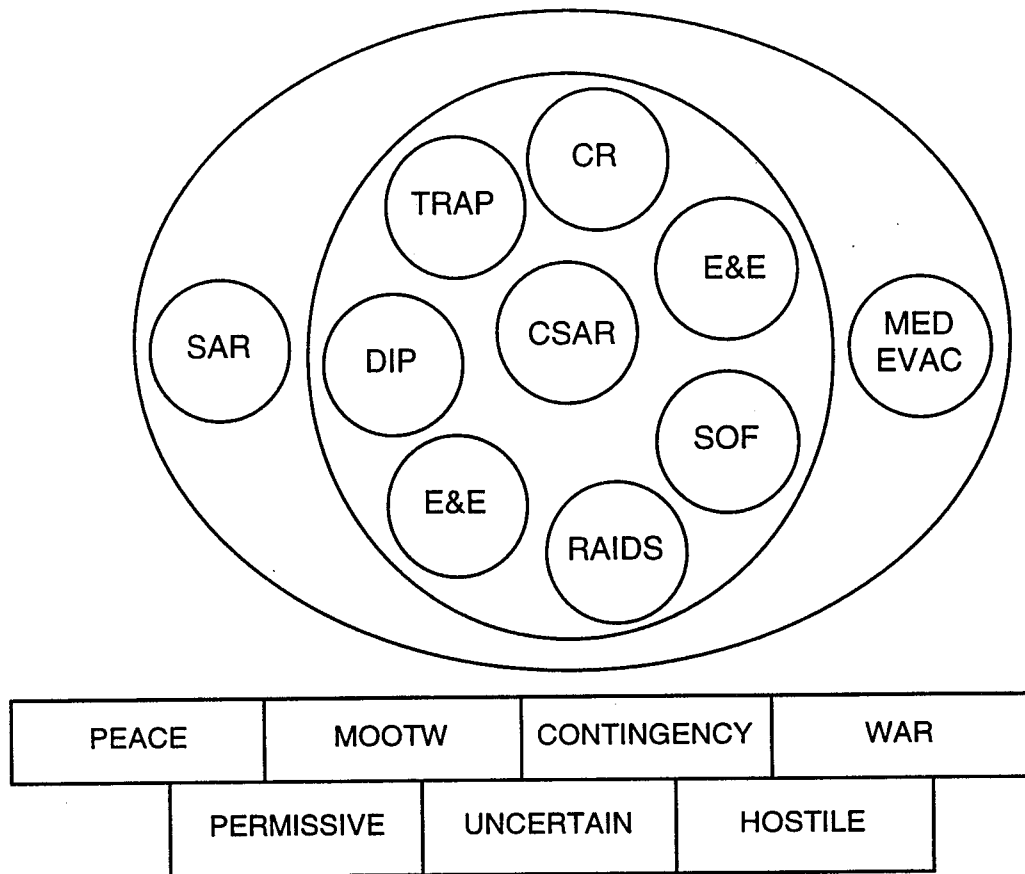 CR
TRAP
E&E
SAR
DIP
CSAR
MED
EVAC
SOF
E&E
RAIDS
PEACE
MOOTW
CONTINGENCY
WAR
PERMISSIVE
UNCERTAIN
HOSTILE